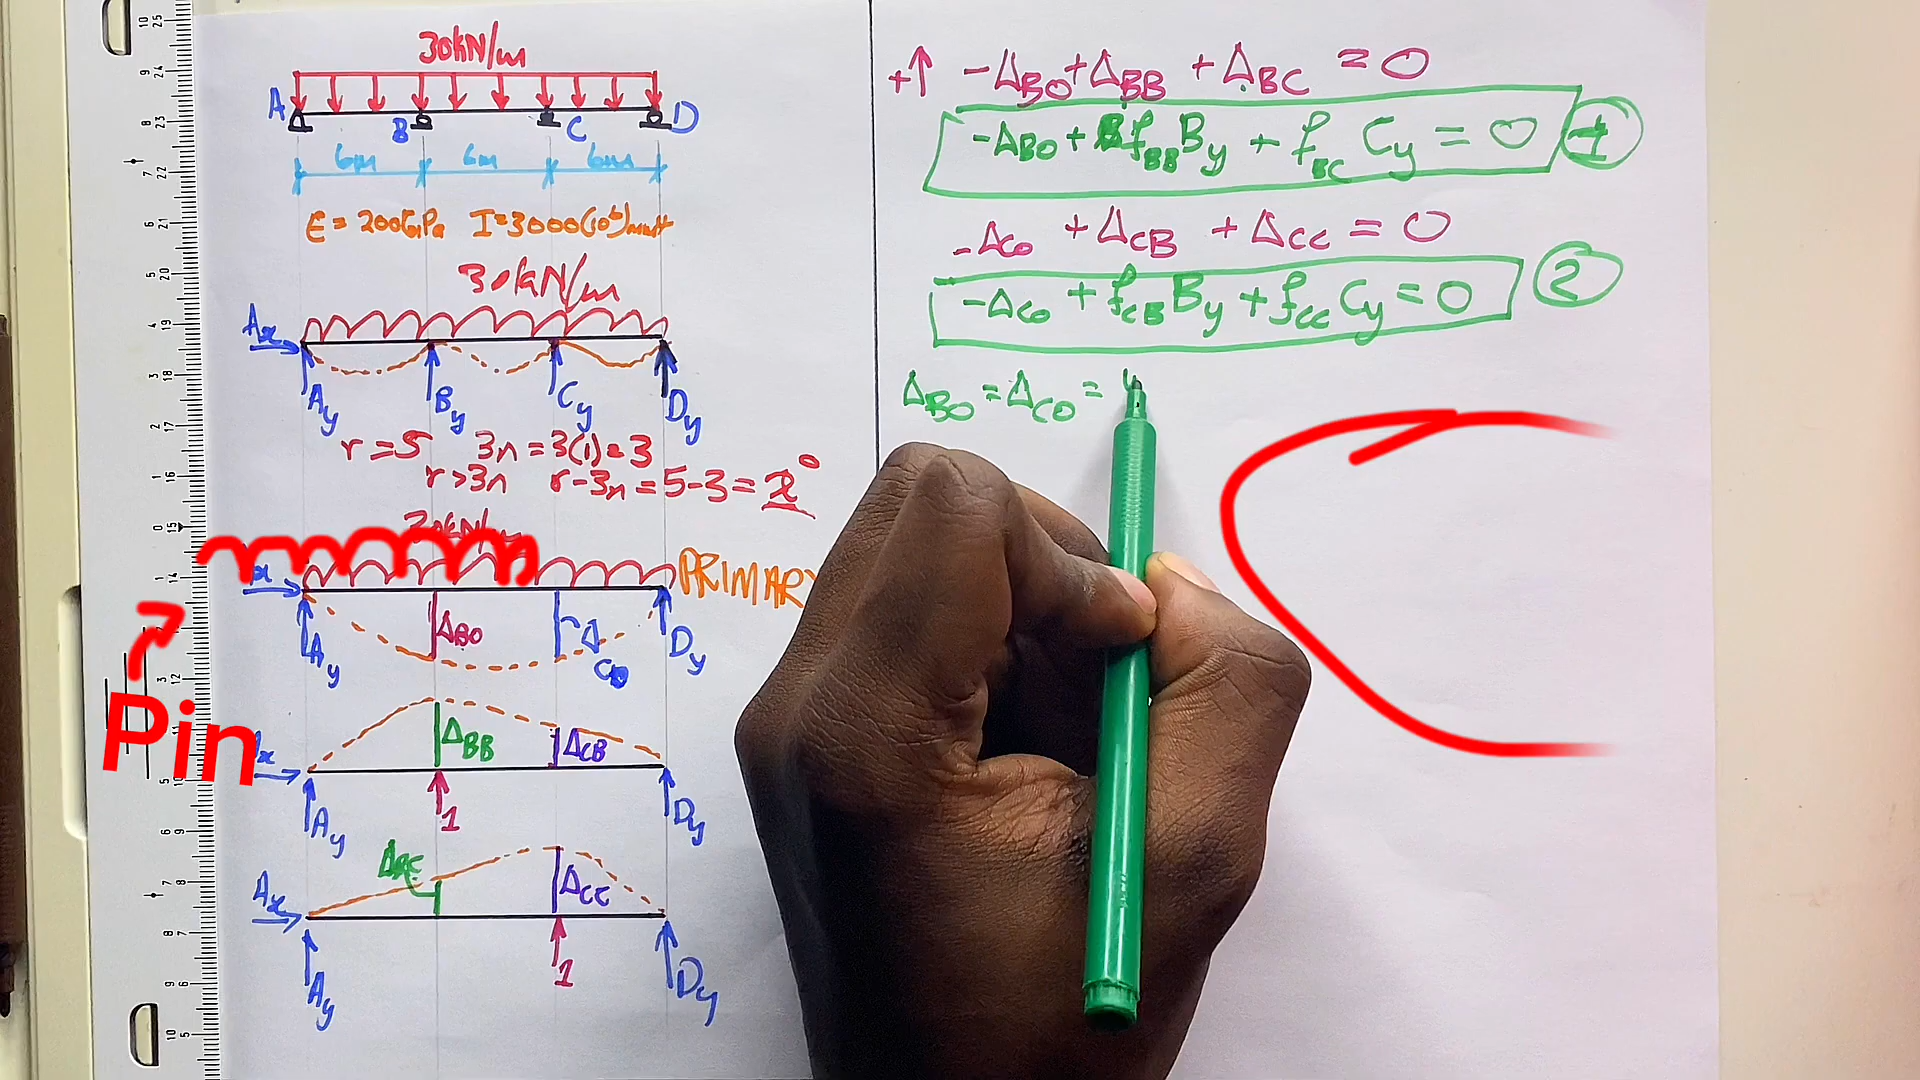 30kN/m
A B C D
6m 6m 6m
E = 200GPa I=3000(10⁶)mm4
30kN/m
Ax
Ay By Cy Dy
r = 5 3n = 3(1)=3
r>3n r-3n = 5-3 = 2°
30kN/m
PRIMARY
ΔBO Δ
Ay CO Dy
Pin
ΔBB ΔCB
Ay 1 Dy
ΔBC
Ax ΔCC
Ay 1 Dy
+↑ -ΔBO+ΔBB +ΔBC = 0
-ΔBO + fBB By + fBC Cy = 0 1
-ΔCO +ΔCB +ΔCC = 0
-ΔCO + fCB By + fCC Cy = 0 2
ΔBO = ΔCO =